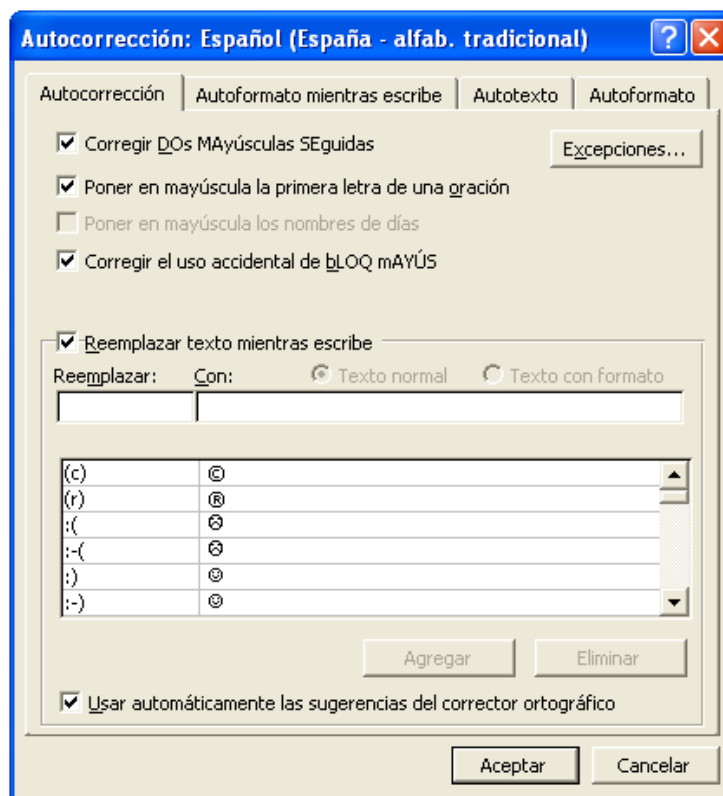 Autocorrección: Español (España - alfab. tradicional)
Autocorrección Autoformato mientras escribe Autotexto Autoformato
Corregir DOs MAyúsculas SEguidas
Excepciones...
Poner en mayúscula la primera letra de una oración
Poner en mayúscula los nombres de días
Corregir el uso accidental de bLOQ mAYÚS
Reemplazar texto mientras escribe
Reemplazar: Con: Texto normal Texto con formato
(c) ©
(r) ®
:( ☹
:-( ☹
:) ☺
:-) ☺
Agregar Eliminar
Usar automáticamente las sugerencias del corrector ortográfico
Aceptar Cancelar